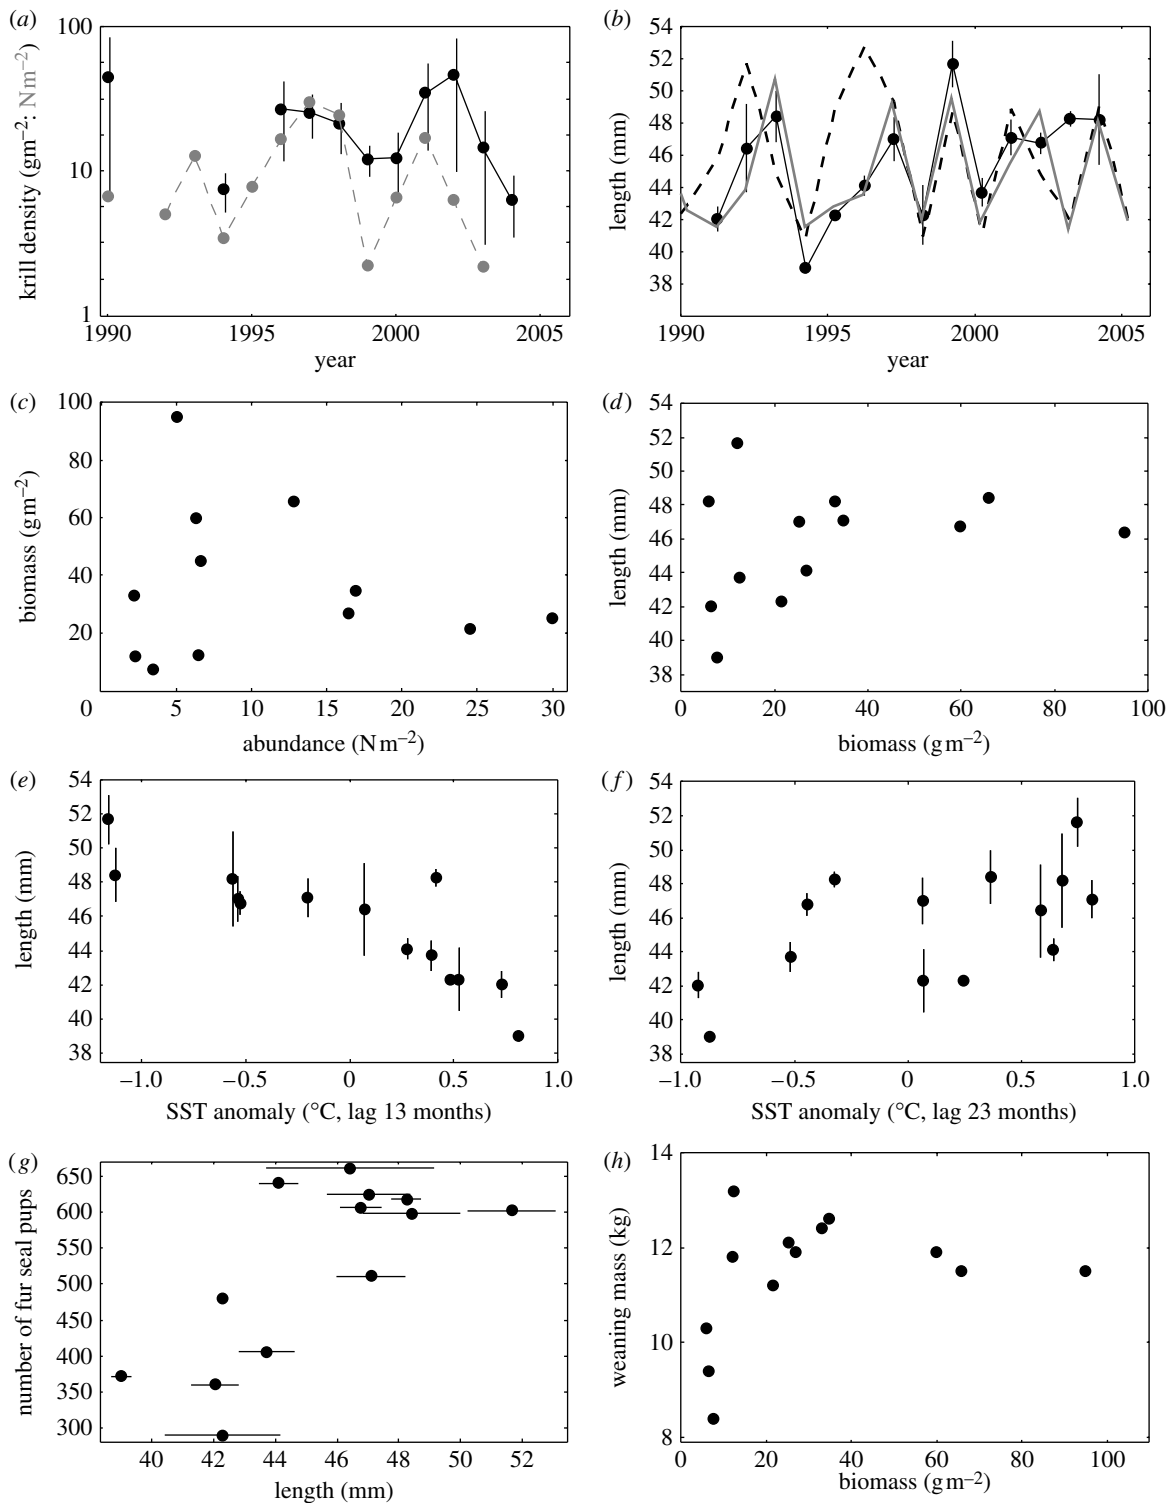 (a)
100
10
1
krill density (gm⁻²: Nm⁻²)
1990 1995 2000 2005
year
(b)
54
52
50
48
46
44
42
40
38
length (mm)
1990 1995 2000 2005
year
(c)
100
80
60
40
20
0
biomass (gm⁻²)
5 10 15 20 25 30
abundance (Nm⁻²)
(d)
54
52
50
48
46
44
42
40
38
length (mm)
0 20 40 60 80 100
biomass (gm⁻²)
(e)
54
52
50
48
46
44
42
40
38
length (mm)
−1.0 −0.5 0 0.5 1.0
SST anomaly (°C, lag 13 months)
(f)
54
52
50
48
46
44
42
40
38
length (mm)
−1.0 −0.5 0 0.5 1.0
SST anomaly (°C, lag 23 months)
(g)
650
600
550
500
450
400
350
300
number of fur seal pups
40 42 44 46 48 50 52
length (mm)
(h)
14
12
10
8
weaning mass (kg)
0 20 40 60 80 100
biomass (gm⁻²)